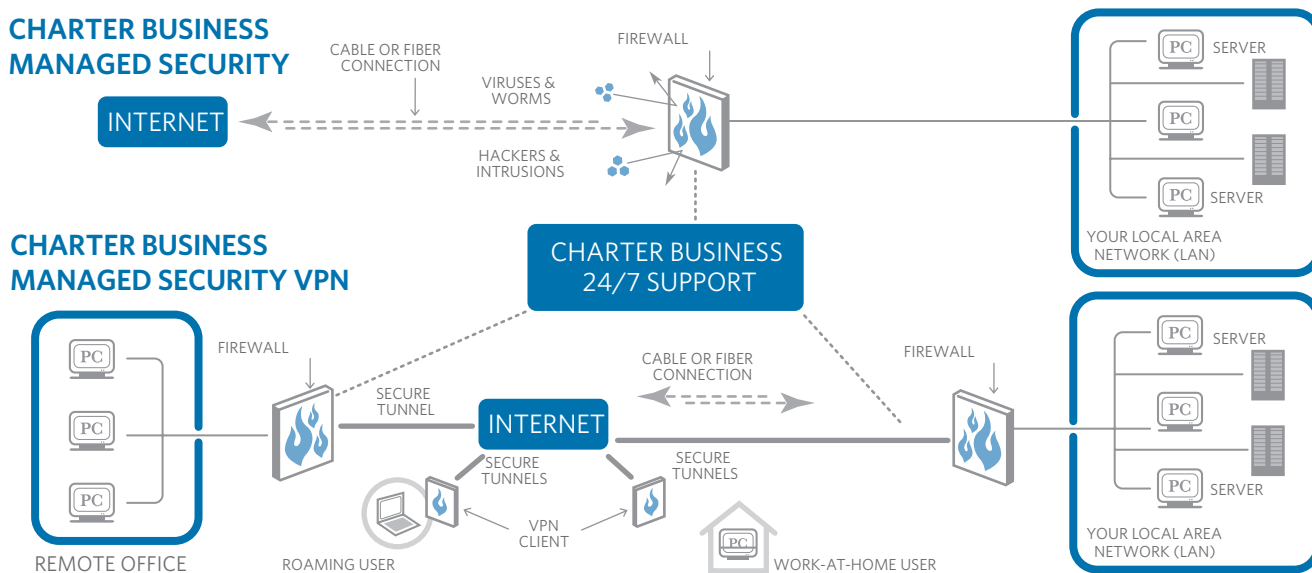 CHARTER BUSINESS
MANAGED SECURITY
CABLE OR FIBER
CONNECTION
FIREWALL
VIRUSES &
WORMS
INTERNET
HACKERS &
INTRUSIONS
PC
SERVER
PC
PC
SERVER
YOUR LOCAL AREA
NETWORK (LAN)
CHARTER BUSINESS
24/7 SUPPORT
CHARTER BUSINESS
MANAGED SECURITY VPN
PC
PC
PC
REMOTE OFFICE
FIREWALL
SECURE
TUNNEL
INTERNET
CABLE OR FIBER
CONNECTION
FIREWALL
SECURE
TUNNELS
SECURE
TUNNELS
VPN
CLIENT
ROAMING USER
PC
WORK-AT-HOME USER
PC
SERVER
PC
PC
SERVER
YOUR LOCAL AREA
NETWORK (LAN)